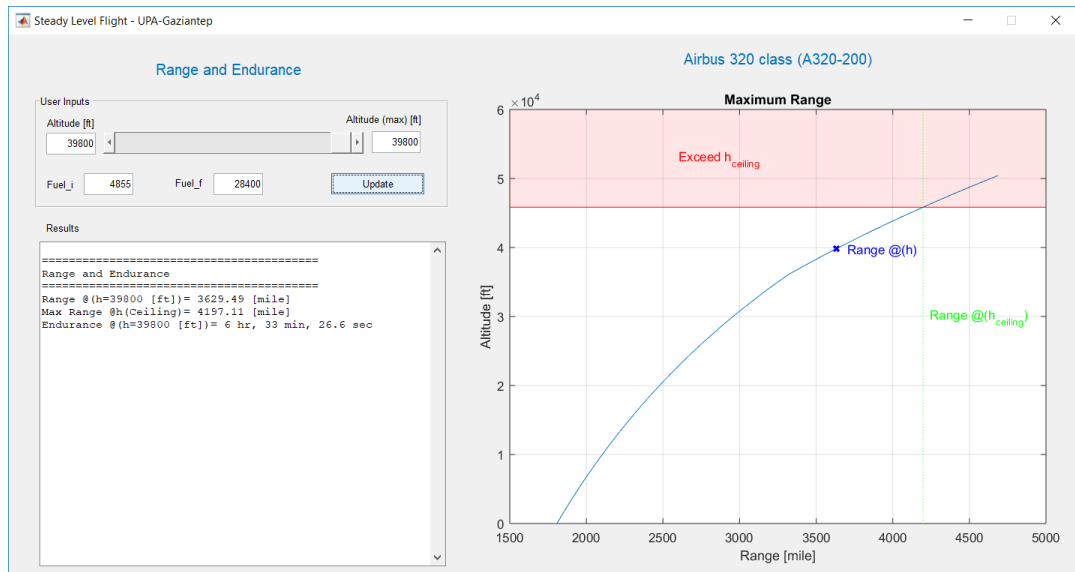 Steady Level Flight - UPA-Gaziantep
Range and Endurance
User Inputs
Altitude [ft]
Altitude (max) [ft]
39800
39800
Fuel_i
4855
Fuel_f
28400
Update
Results
=========================================
Range and Endurance
=========================================
Range @(h=39800 [ft])= 3629.49 [mile]
Max Range @h(Ceiling)= 4197.11 [mile]
Endurance @(h=39800 [ft])= 6 hr, 33 min, 26.6 sec
Airbus 320 class (A320-200)
Maximum Range
×10^4
6
5
4
3
2
1
0
Altitude [ft]
Exceed h_ceiling
Range @(h)
Range @(h_ceiling)
1500 2000 2500 3000 3500 4000 4500 5000
Range [mile]